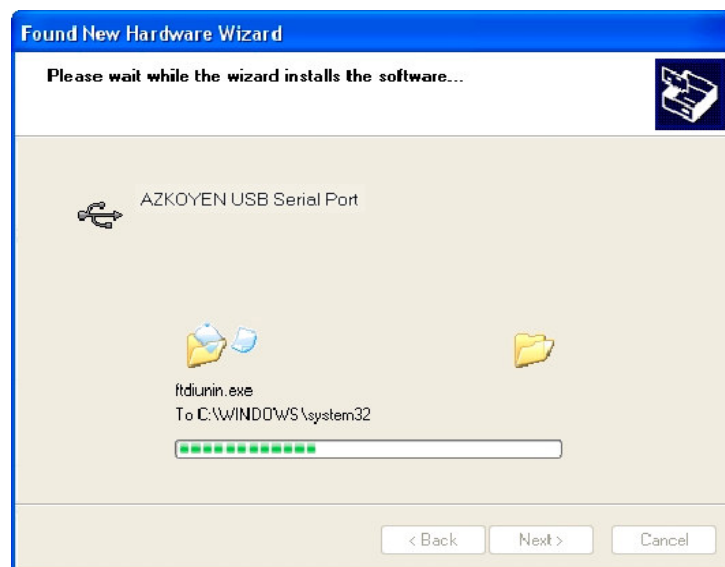 Found New Hardware Wizard
Please wait while the wizard installs the software...
AZKOYEN USB Serial Port
ftdiunin.exe
To C:\WINDOWS\system32
< Back Next > Cancel